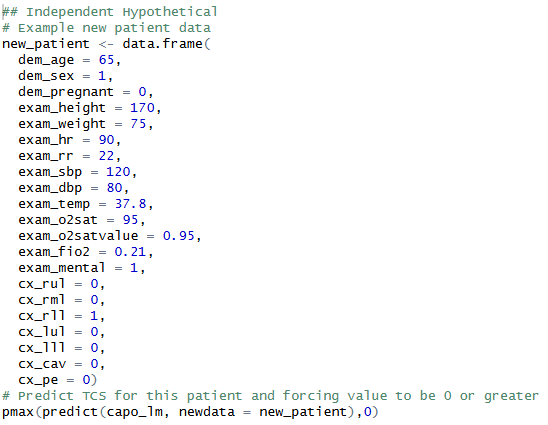 ## Independent Hypothetical
# Example new patient data
new_patient <- data.frame(
  dem_age = 65,
  dem_sex = 1,
  dem_pregnant = 0,
  exam_height = 170,
  exam_weight = 75,
  exam_hr = 90,
  exam_rr = 22,
  exam_sbp = 120,
  exam_dbp = 80,
  exam_temp = 37.8,
  exam_o2sat = 95,
  exam_o2satvalue = 0.95,
  exam_fio2 = 0.21,
  exam_mental = 1,
  cx_rul = 0,
  cx_rml = 0,
  cx_rll = 1,
  cx_lul = 0,
  cx_lll = 0,
  cx_cav = 0,
  cx_pe = 0)
# Predict TCS for this patient and forcing value to be 0 or greater
pmax(predict(capo_lm, newdata = new_patient),0)